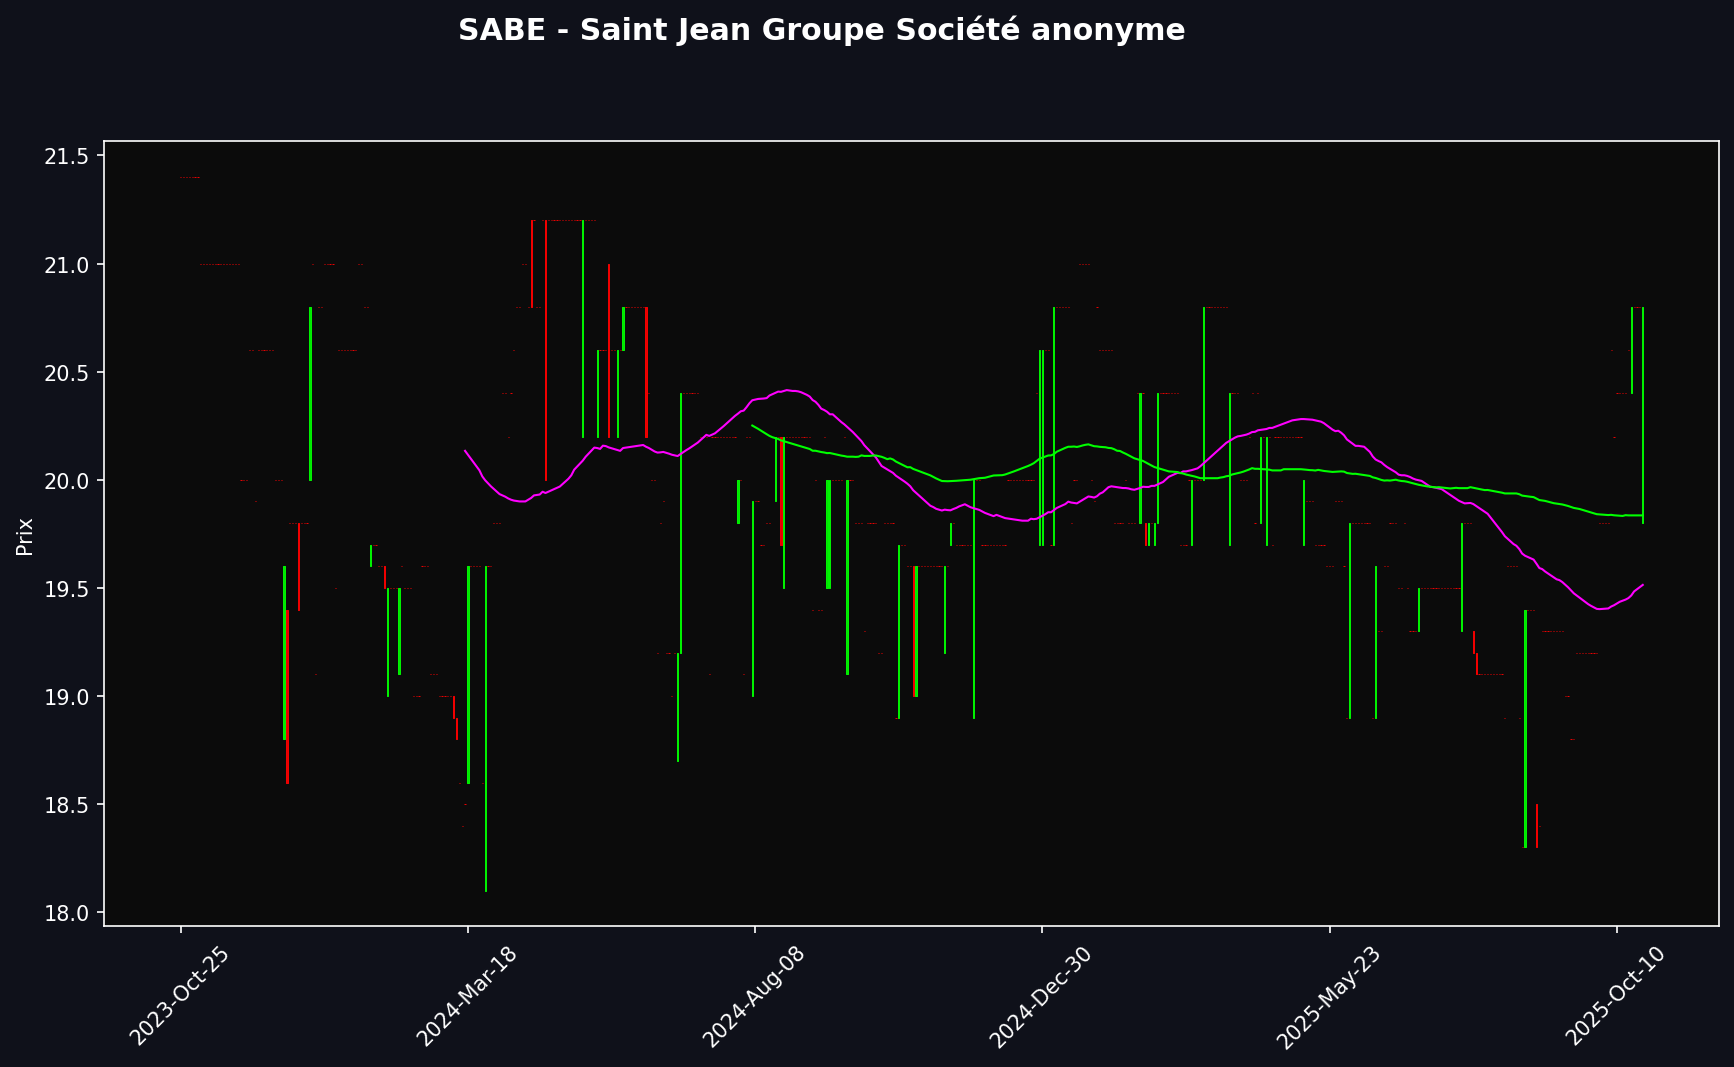 SABE - Saint Jean Groupe Société anonyme
21.5
21.0
20.5
20.0
19.5
19.0
18.5
18.0
Prix
2023-Oct-25
2024-Mar-18
2024-Aug-08
2024-Dec-30
2025-May-23
2025-Oct-10